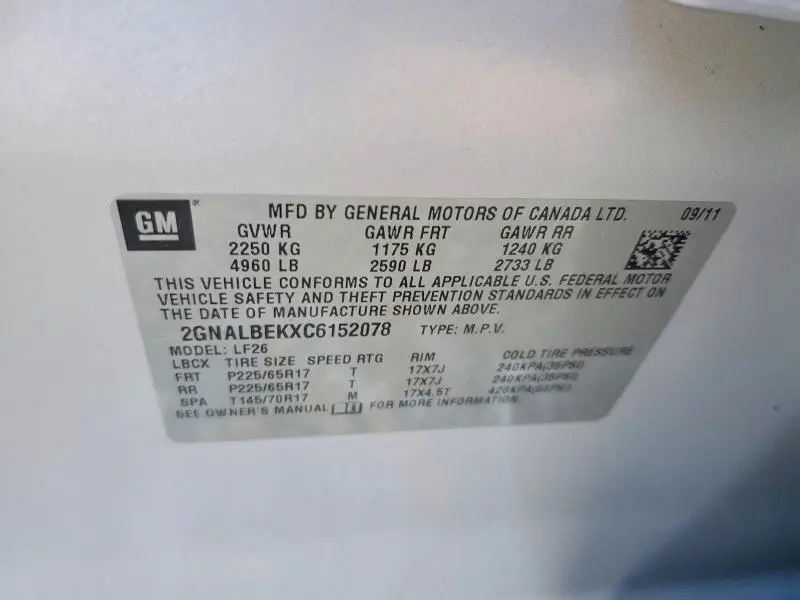 GM ® MFD BY GENERAL MOTORS OF CANADA LTD. 09/11
GVWR GAWR FRT GAWR RR
2250 KG 1175 KG 1240 KG
4960 LB 2590 LB 2733 LB
THIS VEHICLE CONFORMS TO ALL APPLICABLE U.S. FEDERAL MOTOR
VEHICLE SAFETY AND THEFT PREVENTION STANDARDS IN EFFECT ON
THE DATE OF MANUFACTURE SHOWN ABOVE.
2GNALBEKXC6152078 TYPE: M.P.V.
MODEL: LF26
LBCX TIRE SIZE SPEED RTG RIM COLD TIRE PRESSURE
FRT P225/65R17 T 17X7J 240KPA(35PSI)
RR P225/65R17 T 17X7J 240KPA(35PSI)
SPA T145/70R17 M 17X4.5T 420KPA(60PSI)
SEE OWNER'S MANUAL FOR MORE INFORMATION.